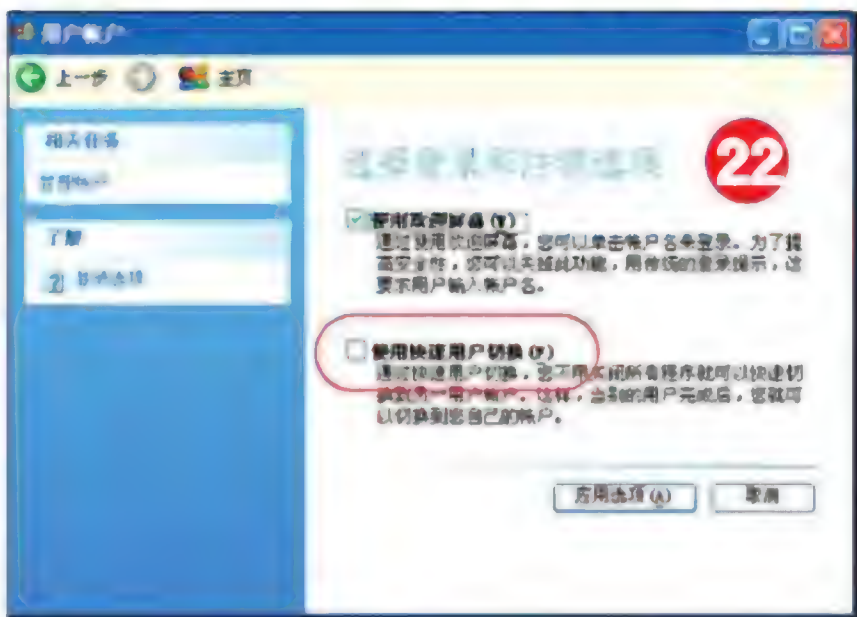 用户帐户
上一步 主页
相关任务
了解
选择登录和注销选项
22
使用欢迎屏幕(W)
通过使用欢迎屏幕，您可以单击帐户名来登录。为了提
高安全性，您可以关掉此功能，用传统的登录提示，这
要求用户输入帐户名。
使用快速用户切换(F)
通过快速用户切换，您不用关闭所有程序就可以快速切
换到另一用户帐户。这样，当别的用户完成后，您就可
以切换到您自己的帐户。
应用选项(A) 取消